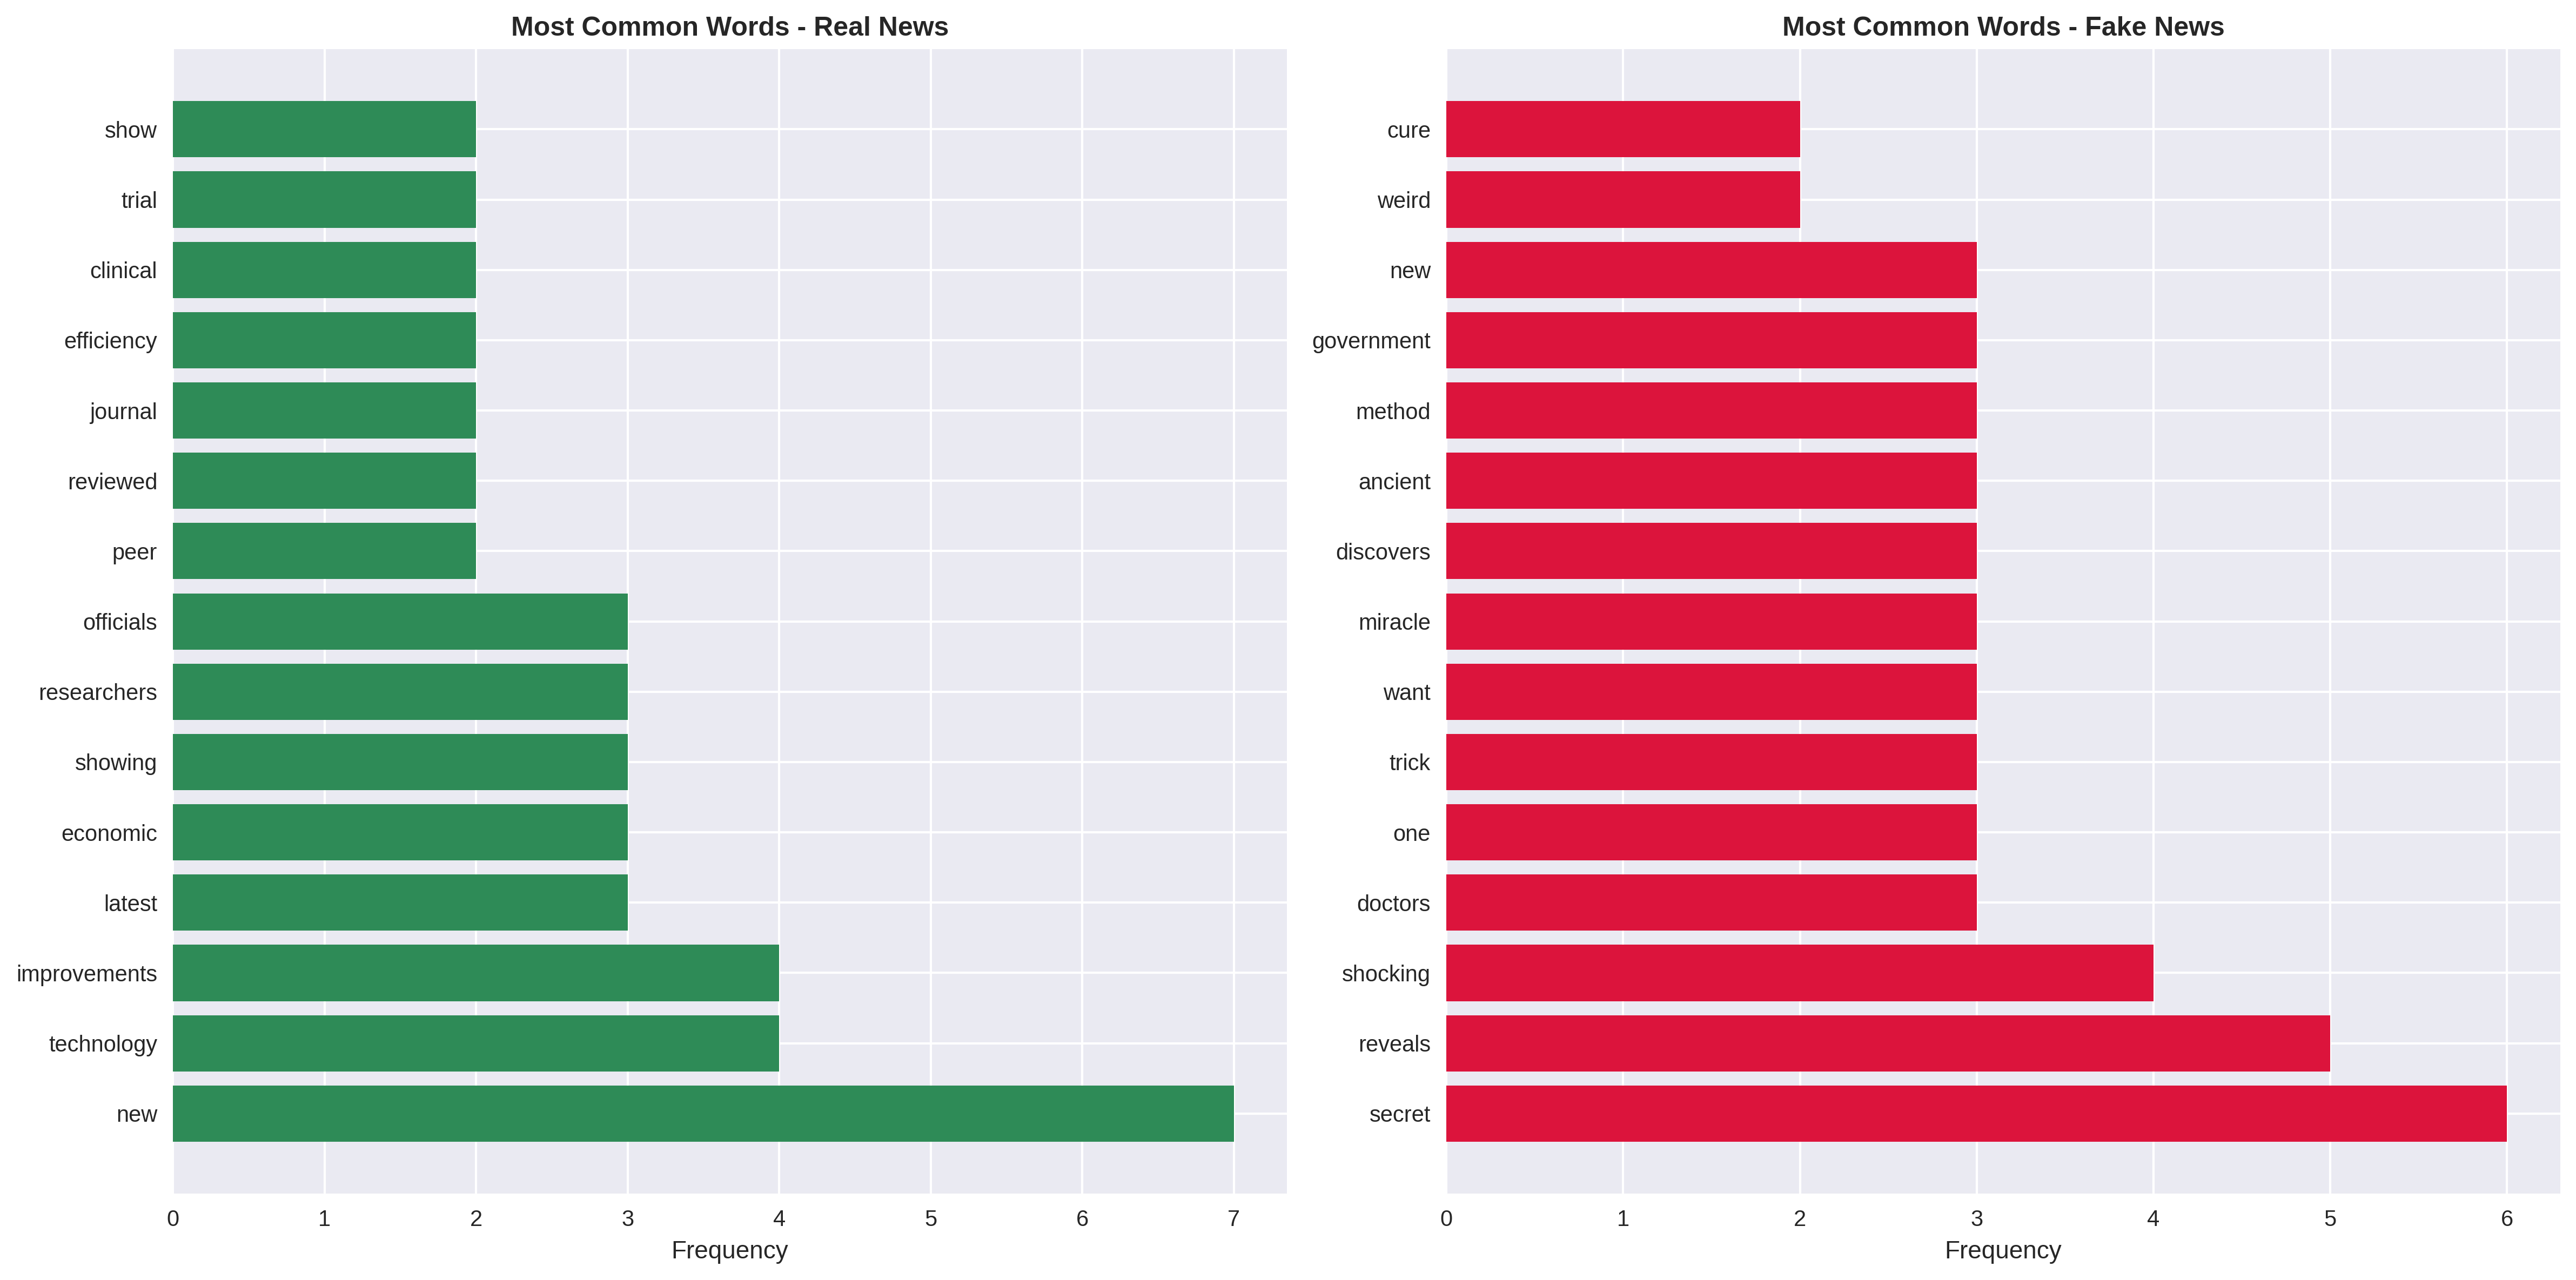 Most Common Words - Real News
show
trial
clinical
efficiency
journal
reviewed
peer
officials
researchers
showing
economic
latest
improvements
technology
new
0 1 2 3 4 5 6 7
Frequency
Most Common Words - Fake News
cure
weird
new
government
method
ancient
discovers
miracle
want
trick
one
doctors
shocking
reveals
secret
0 1 2 3 4 5 6
Frequency